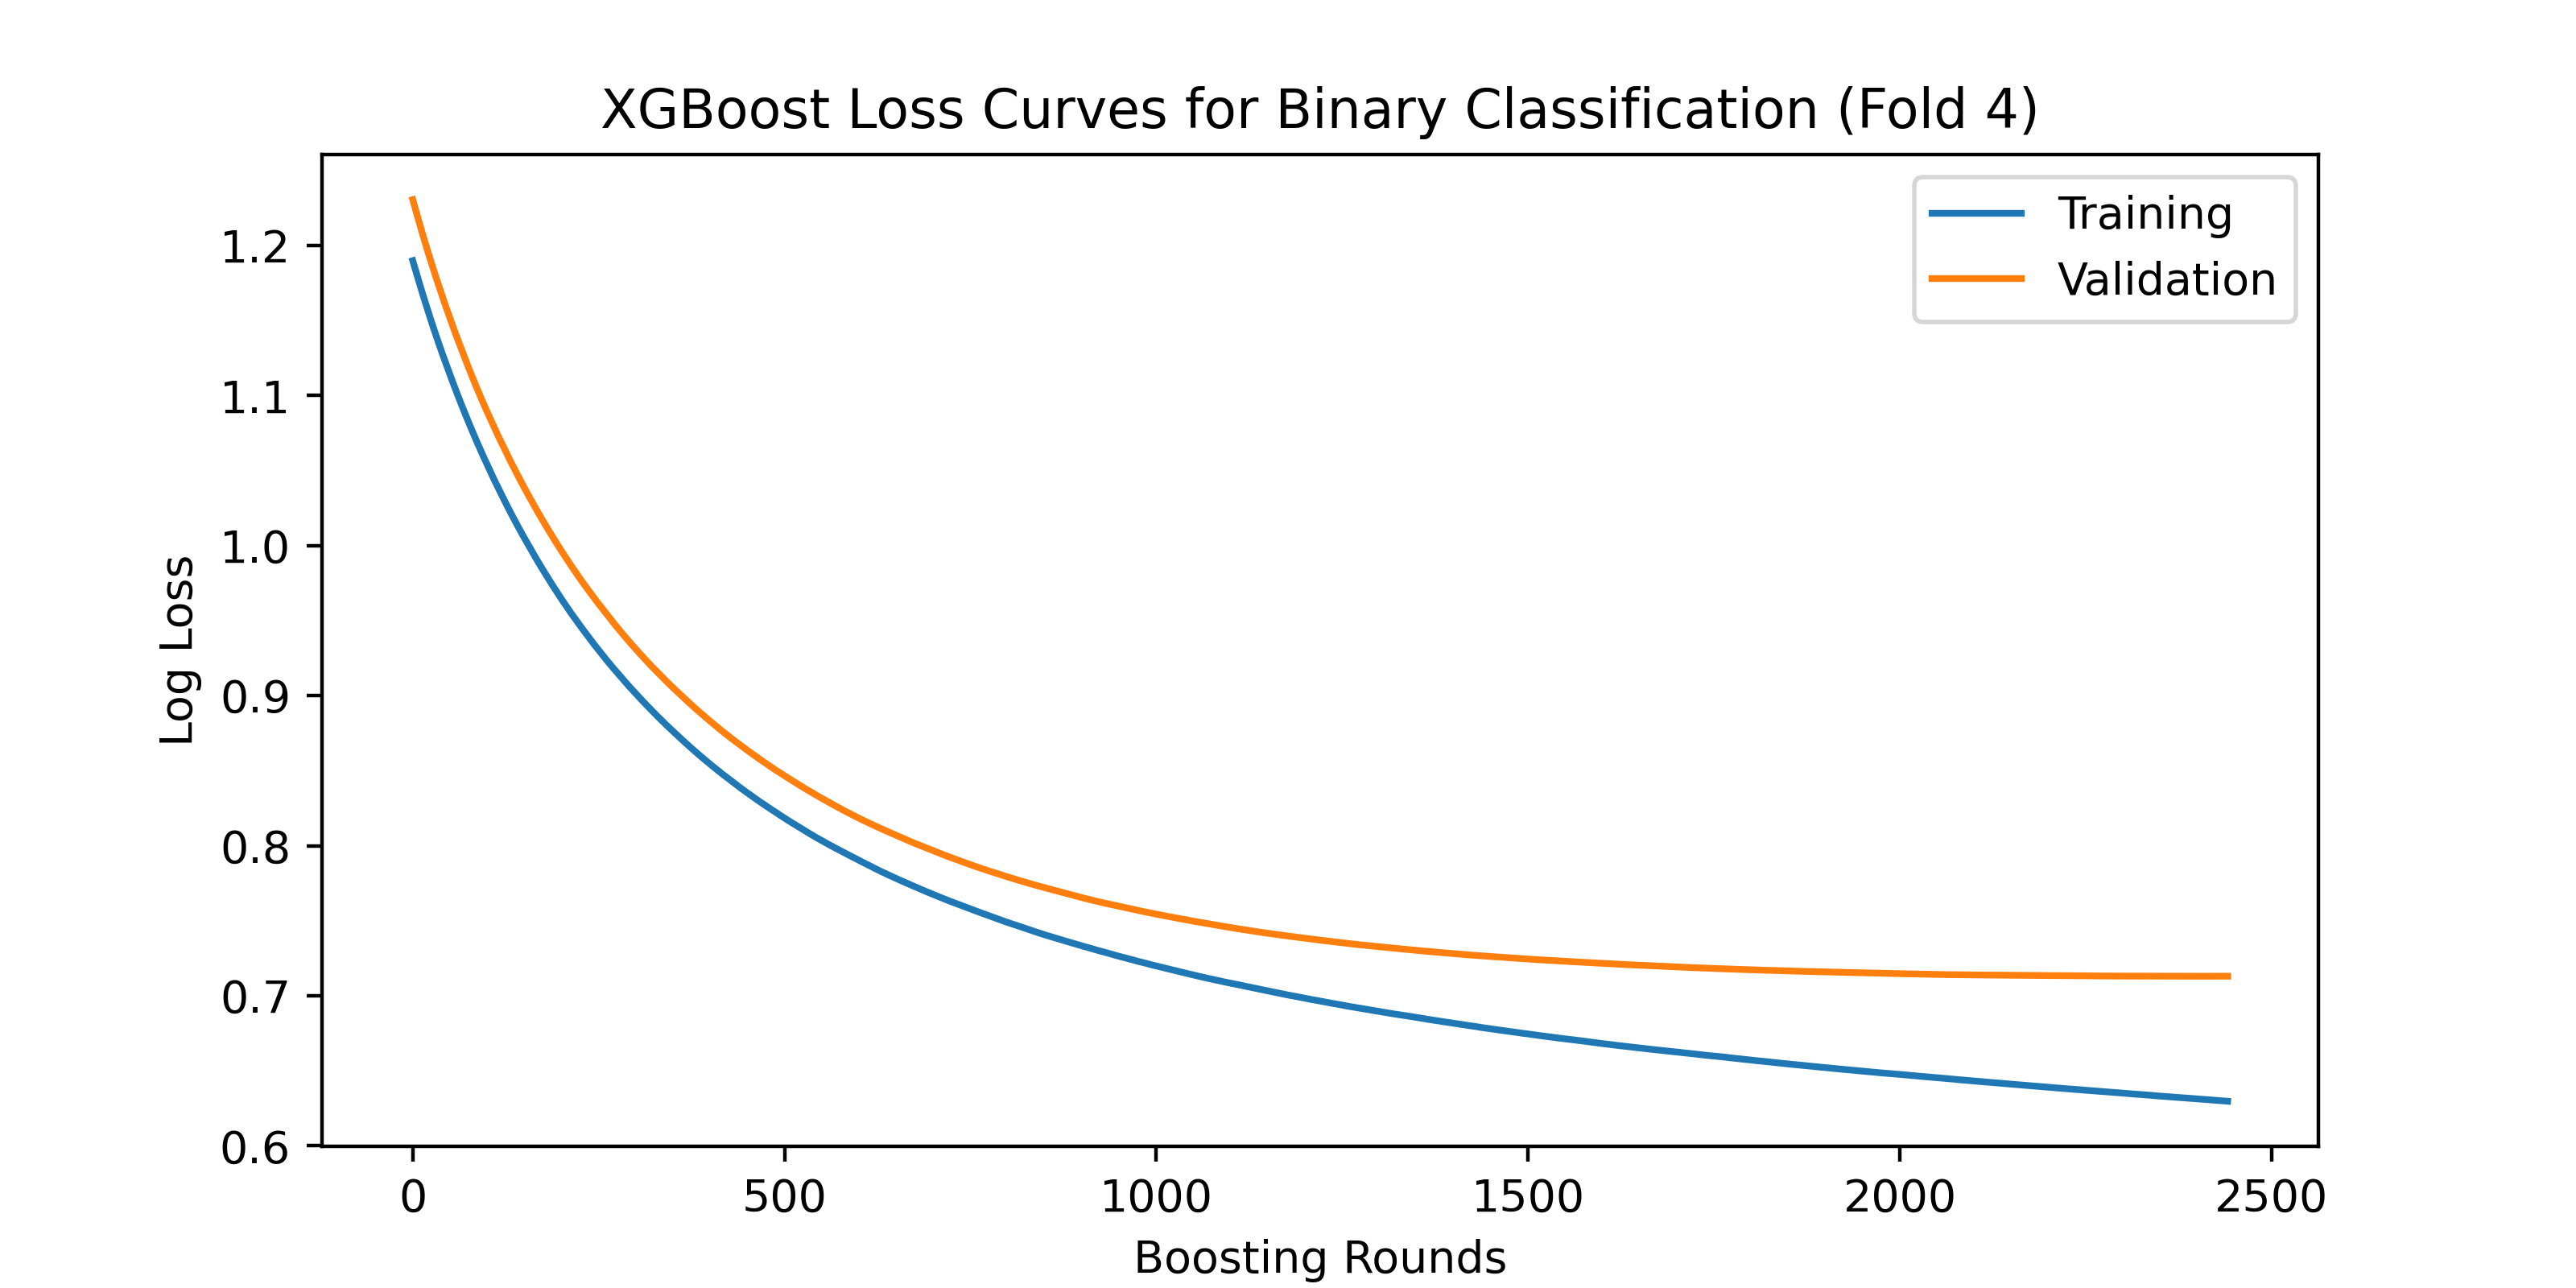 XGBoost Loss Curves for Binary Classification (Fold 4)
Training
Validation
1.2
1.1
1.0
0.9
0.8
0.7
0.6
Log Loss
0 500 1000 1500 2000 2500
Boosting Rounds